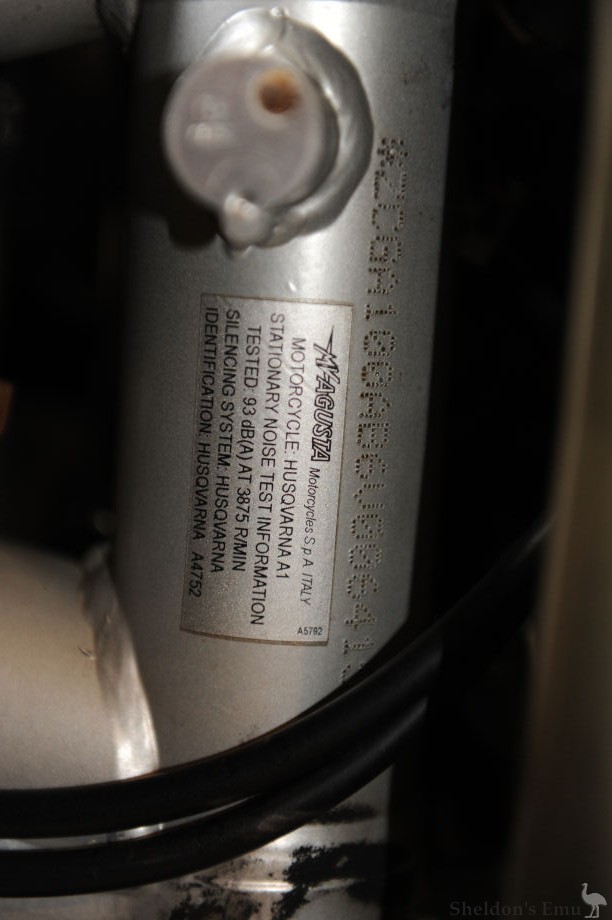 MV AGUSTA Motorcycles S.p.A. ITALY
MOTORCYCLE: HUSQVARNA A1
STATIONARY NOISE TEST INFORMATION
TESTED: 93 dB(A) AT 3875 R/MIN
SILENCING SYSTEM: HUSQVARNA
IDENTIFICATION: HUSQVARNA A4752
A5792
Sheldon's Emu